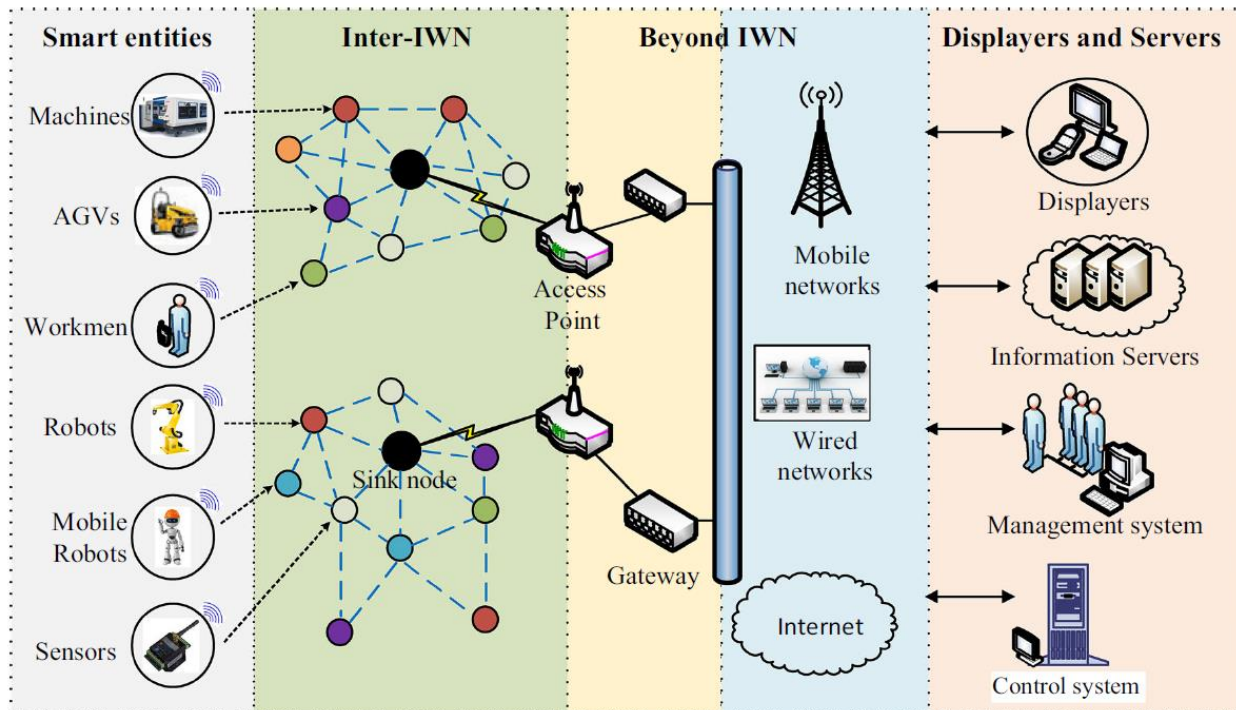 Smart entities
Inter-IWN
Beyond IWN
Displayers and Servers
Machines
AGVs
Workmen
Robots
Mobile
Robots
Sensors
Sink node
Access
Point
Gateway
Mobile
networks
Wired
networks
Internet
Displayers
Information Servers
Management system
Control system